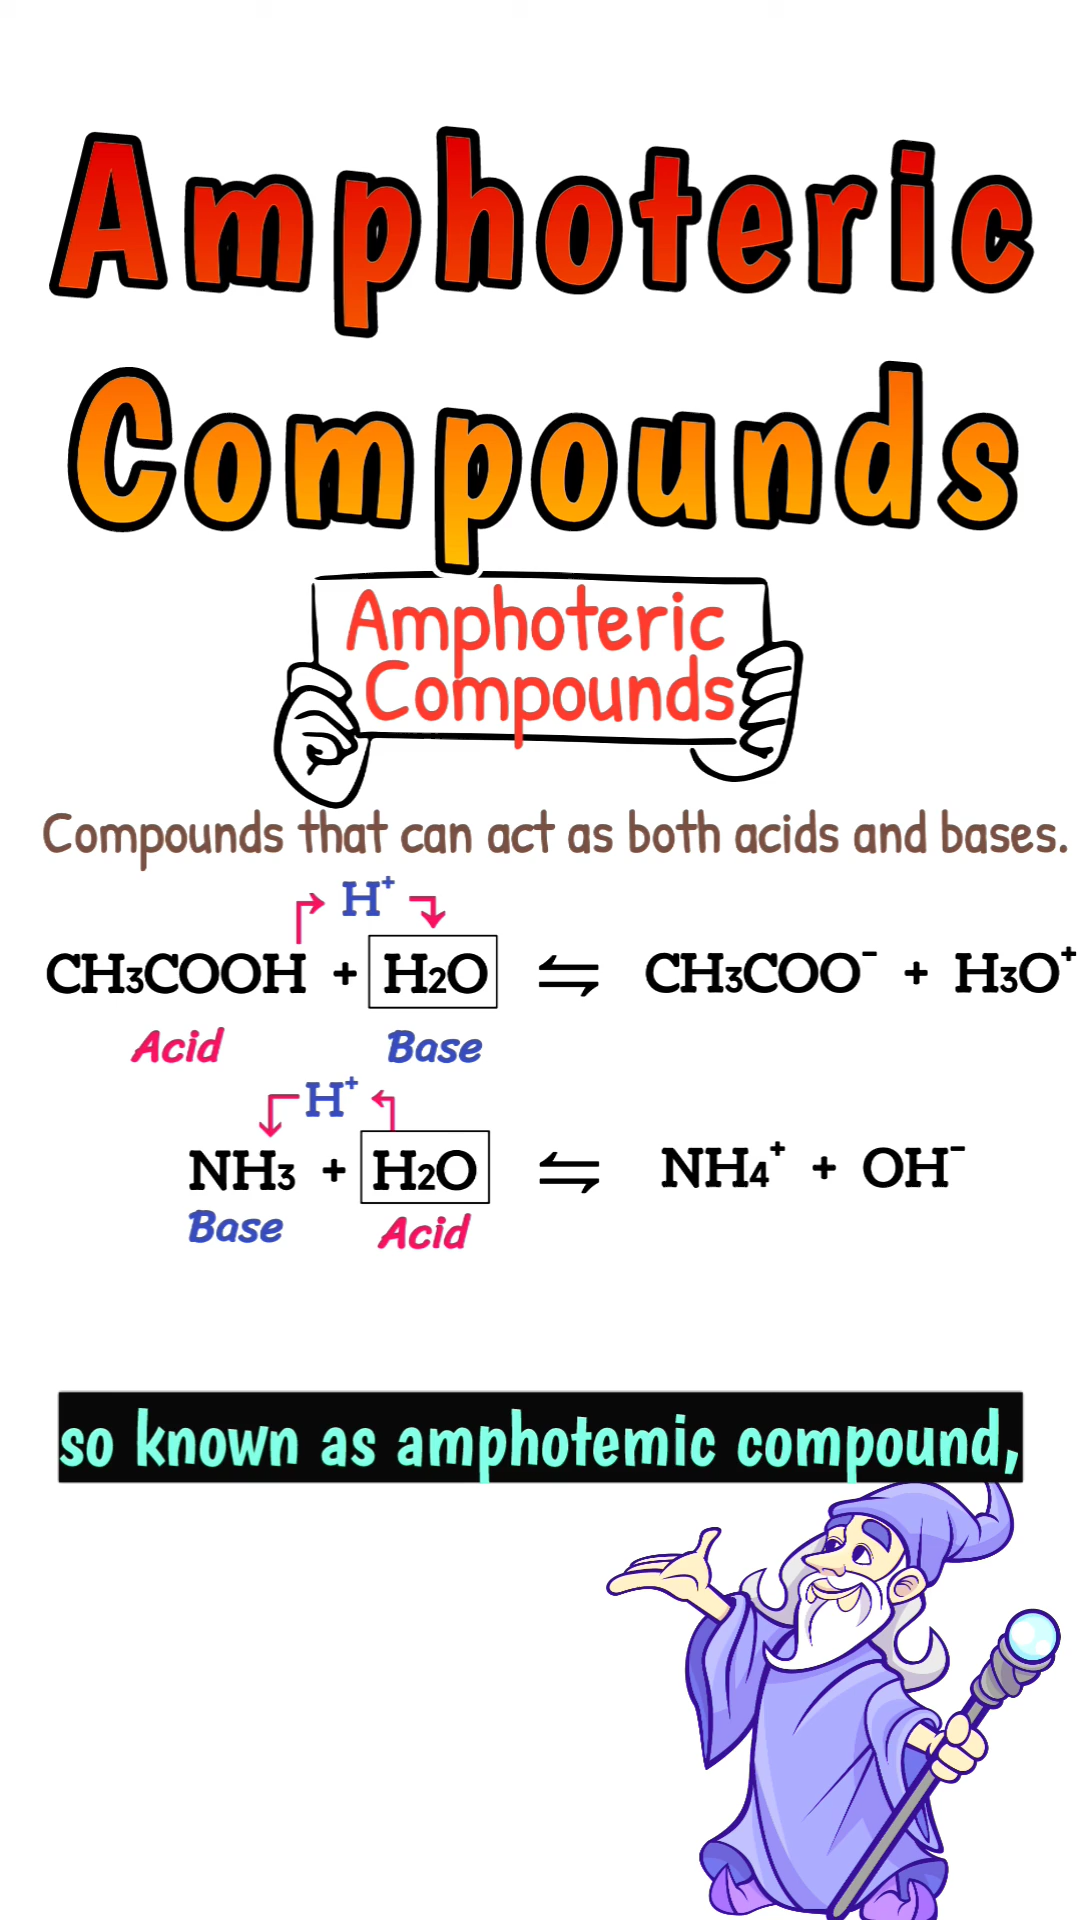 Amphoteric
Compounds
Amphoteric
Compounds
Compounds that can act as both acids and bases.
H⁺
CH₃COOH + H₂O ⇌ CH₃COO⁻ + H₃O⁺
Acid Base
H⁺
NH₃ + H₂O ⇌ NH₄⁺ + OH⁻
Base Acid
so known as amphotemic compound,